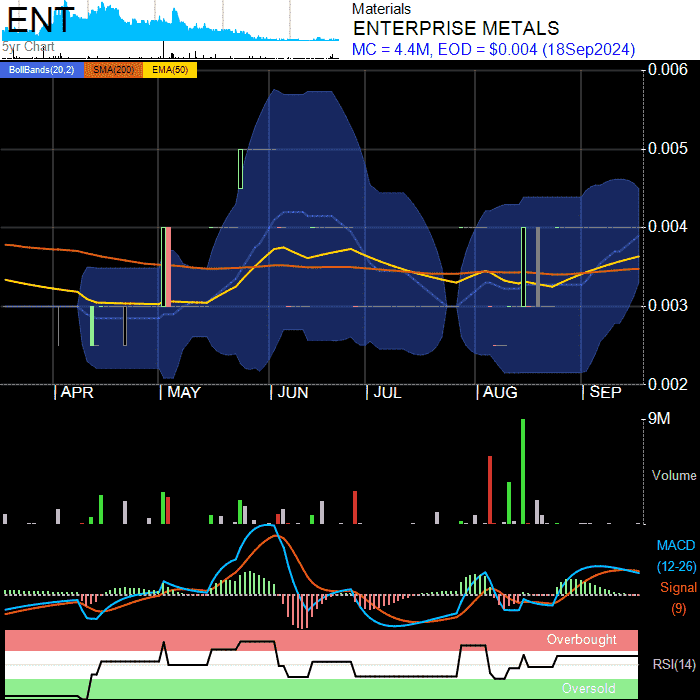 ENT
5yr Chart
Materials
ENTERPRISE METALS
MC = 4.4M, EOD = $0.004 (18Sep2024)
BollBands(20,2) SMA(200) EMA(50)
0.006
0.005
0.004
0.003
0.002
APR MAY JUN JUL AUG SEP
9M
Volume
MACD
(12-26)
Signal
(9)
Overbought
RSI(14)
Oversold